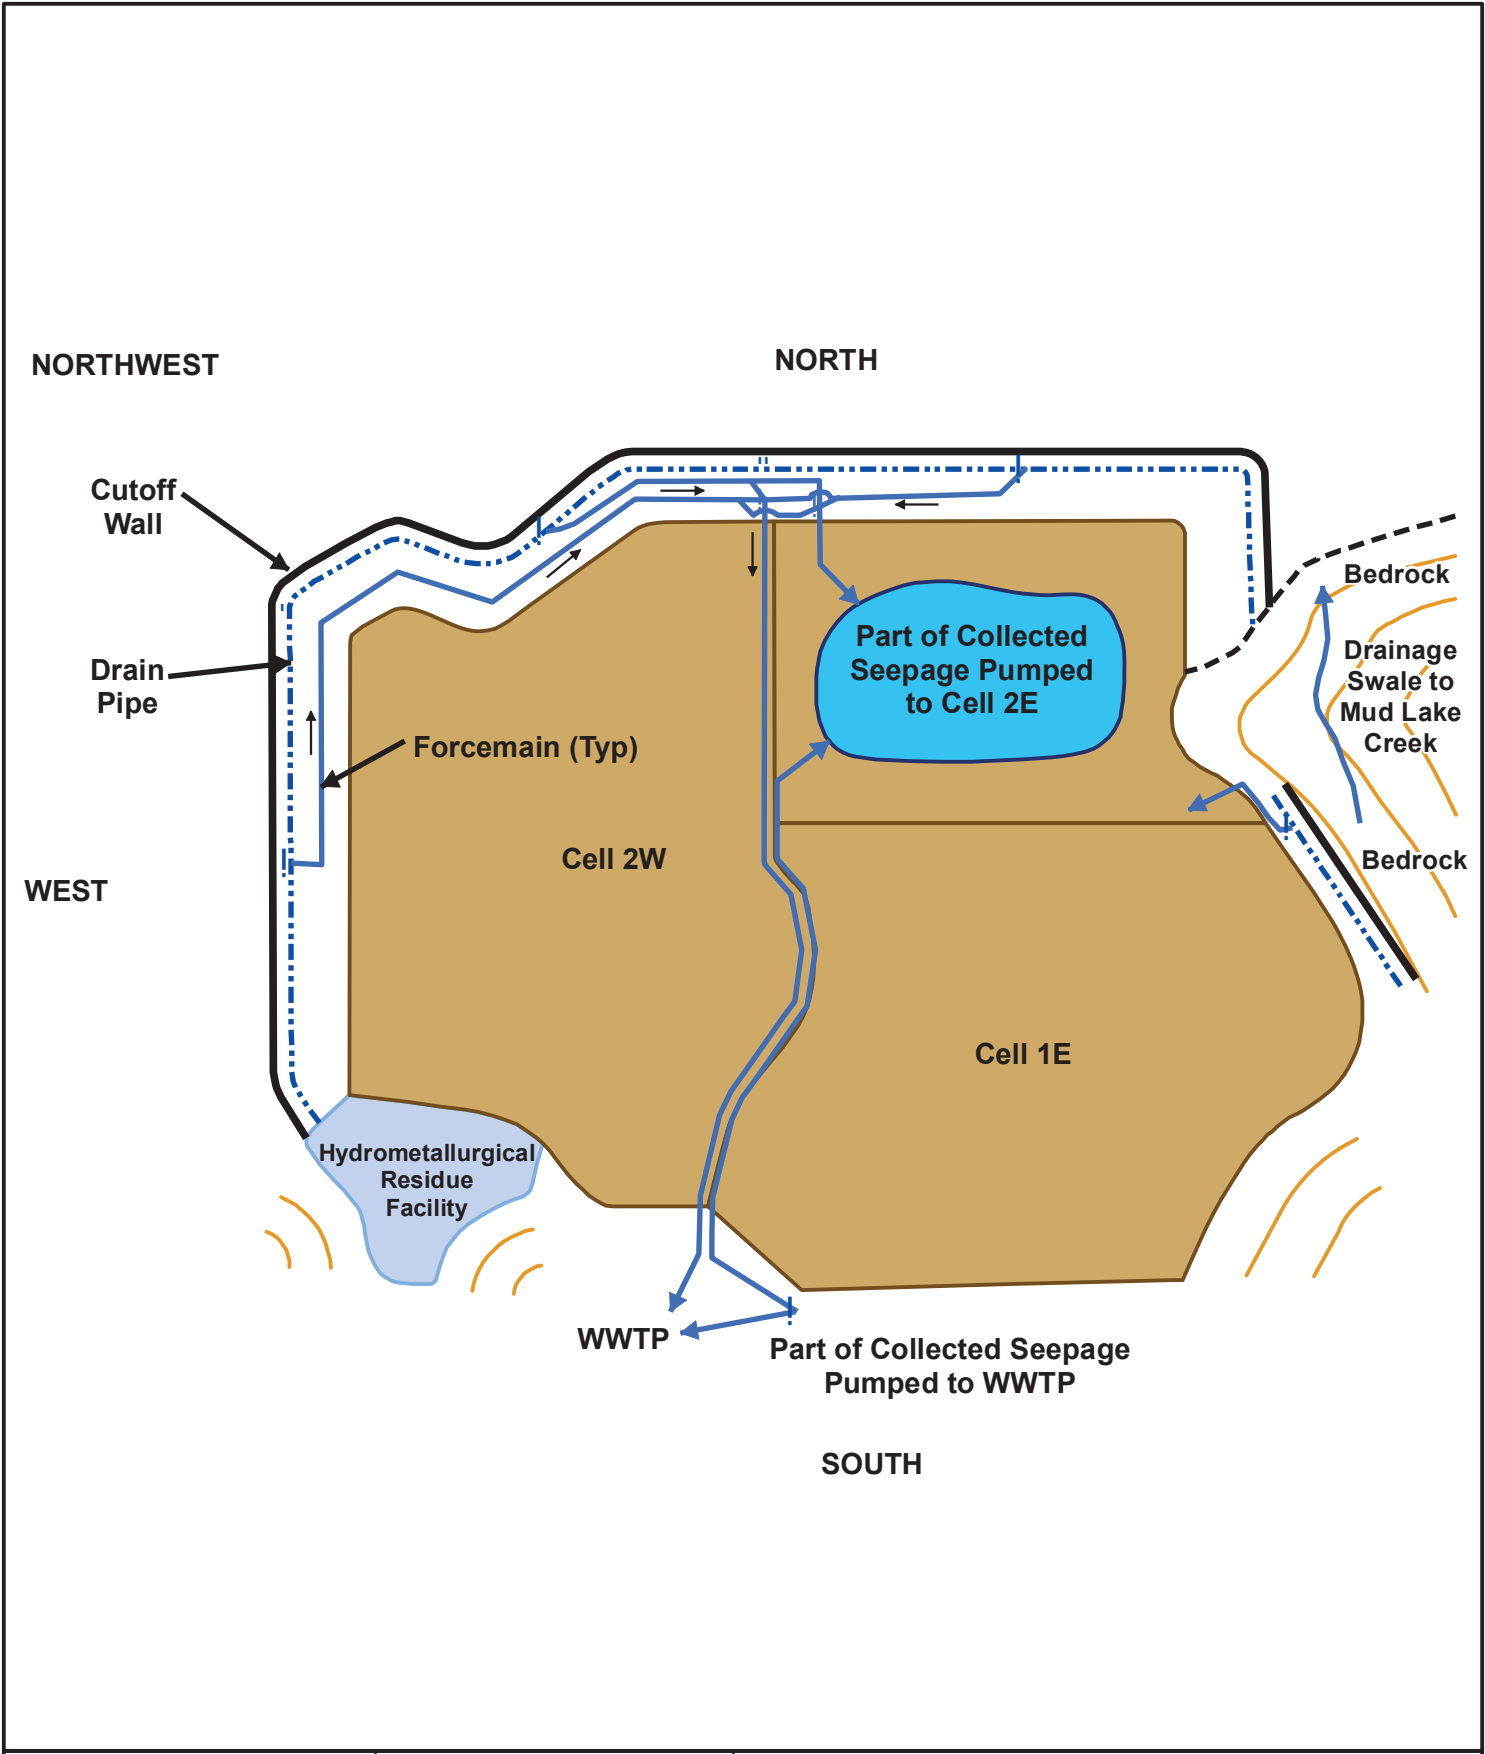 NORTHWEST
NORTH
Cutoff
Wall
Bedrock
Part of Collected
Seepage Pumped
to Cell 2E
Drainage
Swale to
Mud Lake
Creek
Drain
Pipe
Forcemain (Typ)
Cell 2W
Bedrock
WEST
Cell 1E
Hydrometallurgical
Residue
Facility
WWTP
Part of Collected Seepage
Pumped to WWTP
SOUTH